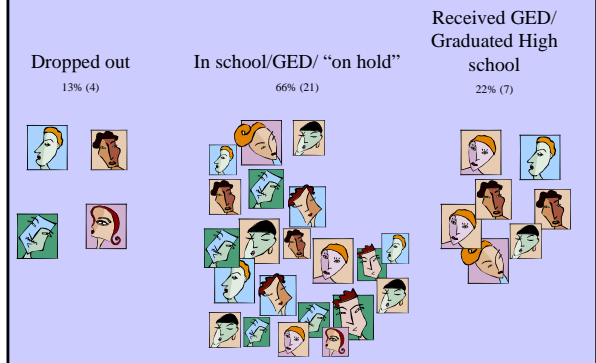 Dropped out
13% (4)
In school/GED/ “on hold”
66% (21)
Received GED/
Graduated High
school
22% (7)